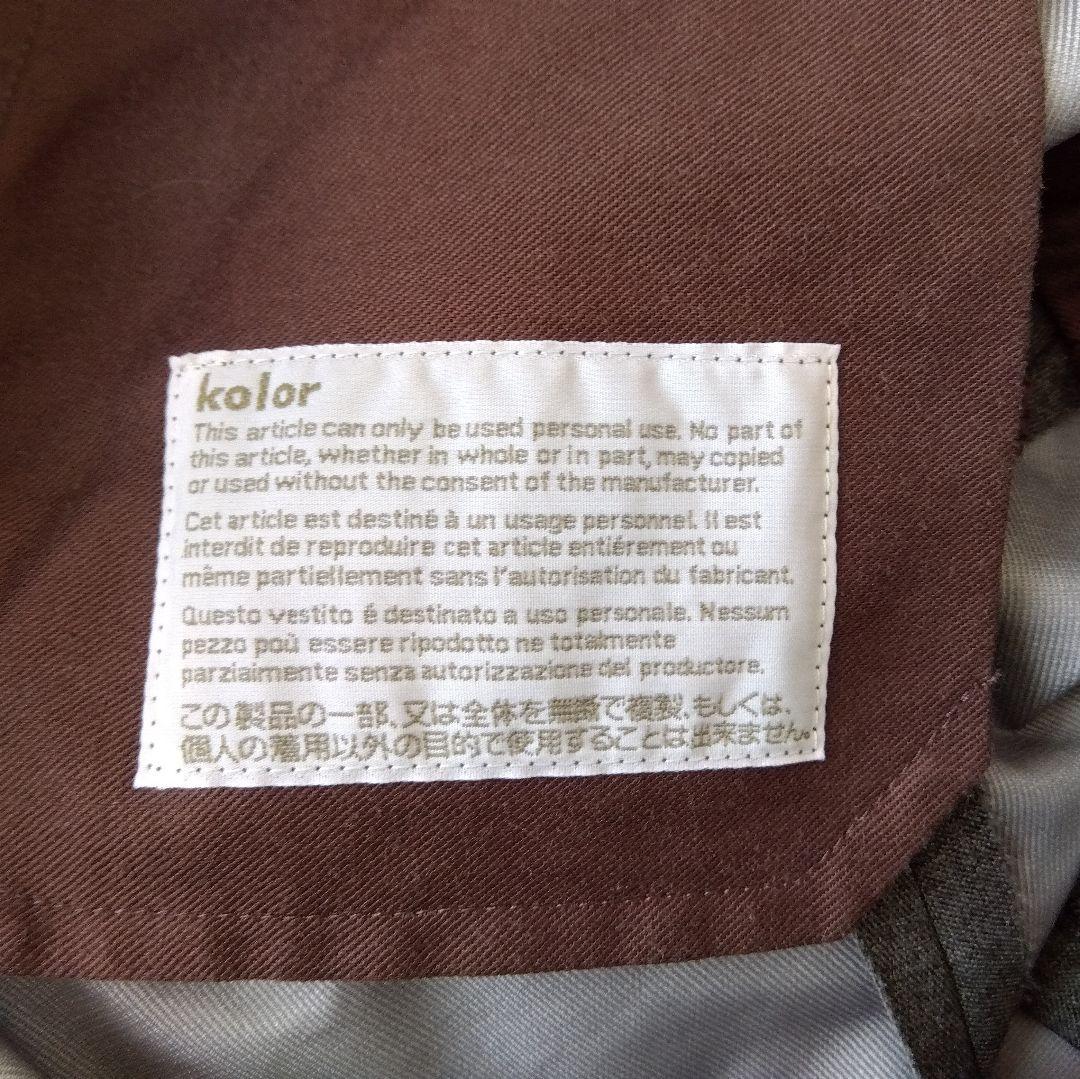 kolor
This article can only be used personal use. No part of
this article, whether in whole or in part, may copied
or used without the consent of the manufacturer.
Cet article est destiné à un usage personnel. Il est
interdit de reproduire cet article entiérement ou
même partiellement sans l'autorisation du fabricant.
Questo vestito é destinato a uso personale. Nessum
pezzo poù essere ripodotto ne totalmente
parzialmente senza autorizzazione del productore.
この製品の一部、又は全体を無断で複製、もしくは、
個人の着用以外の目的で使用することは出来ません。